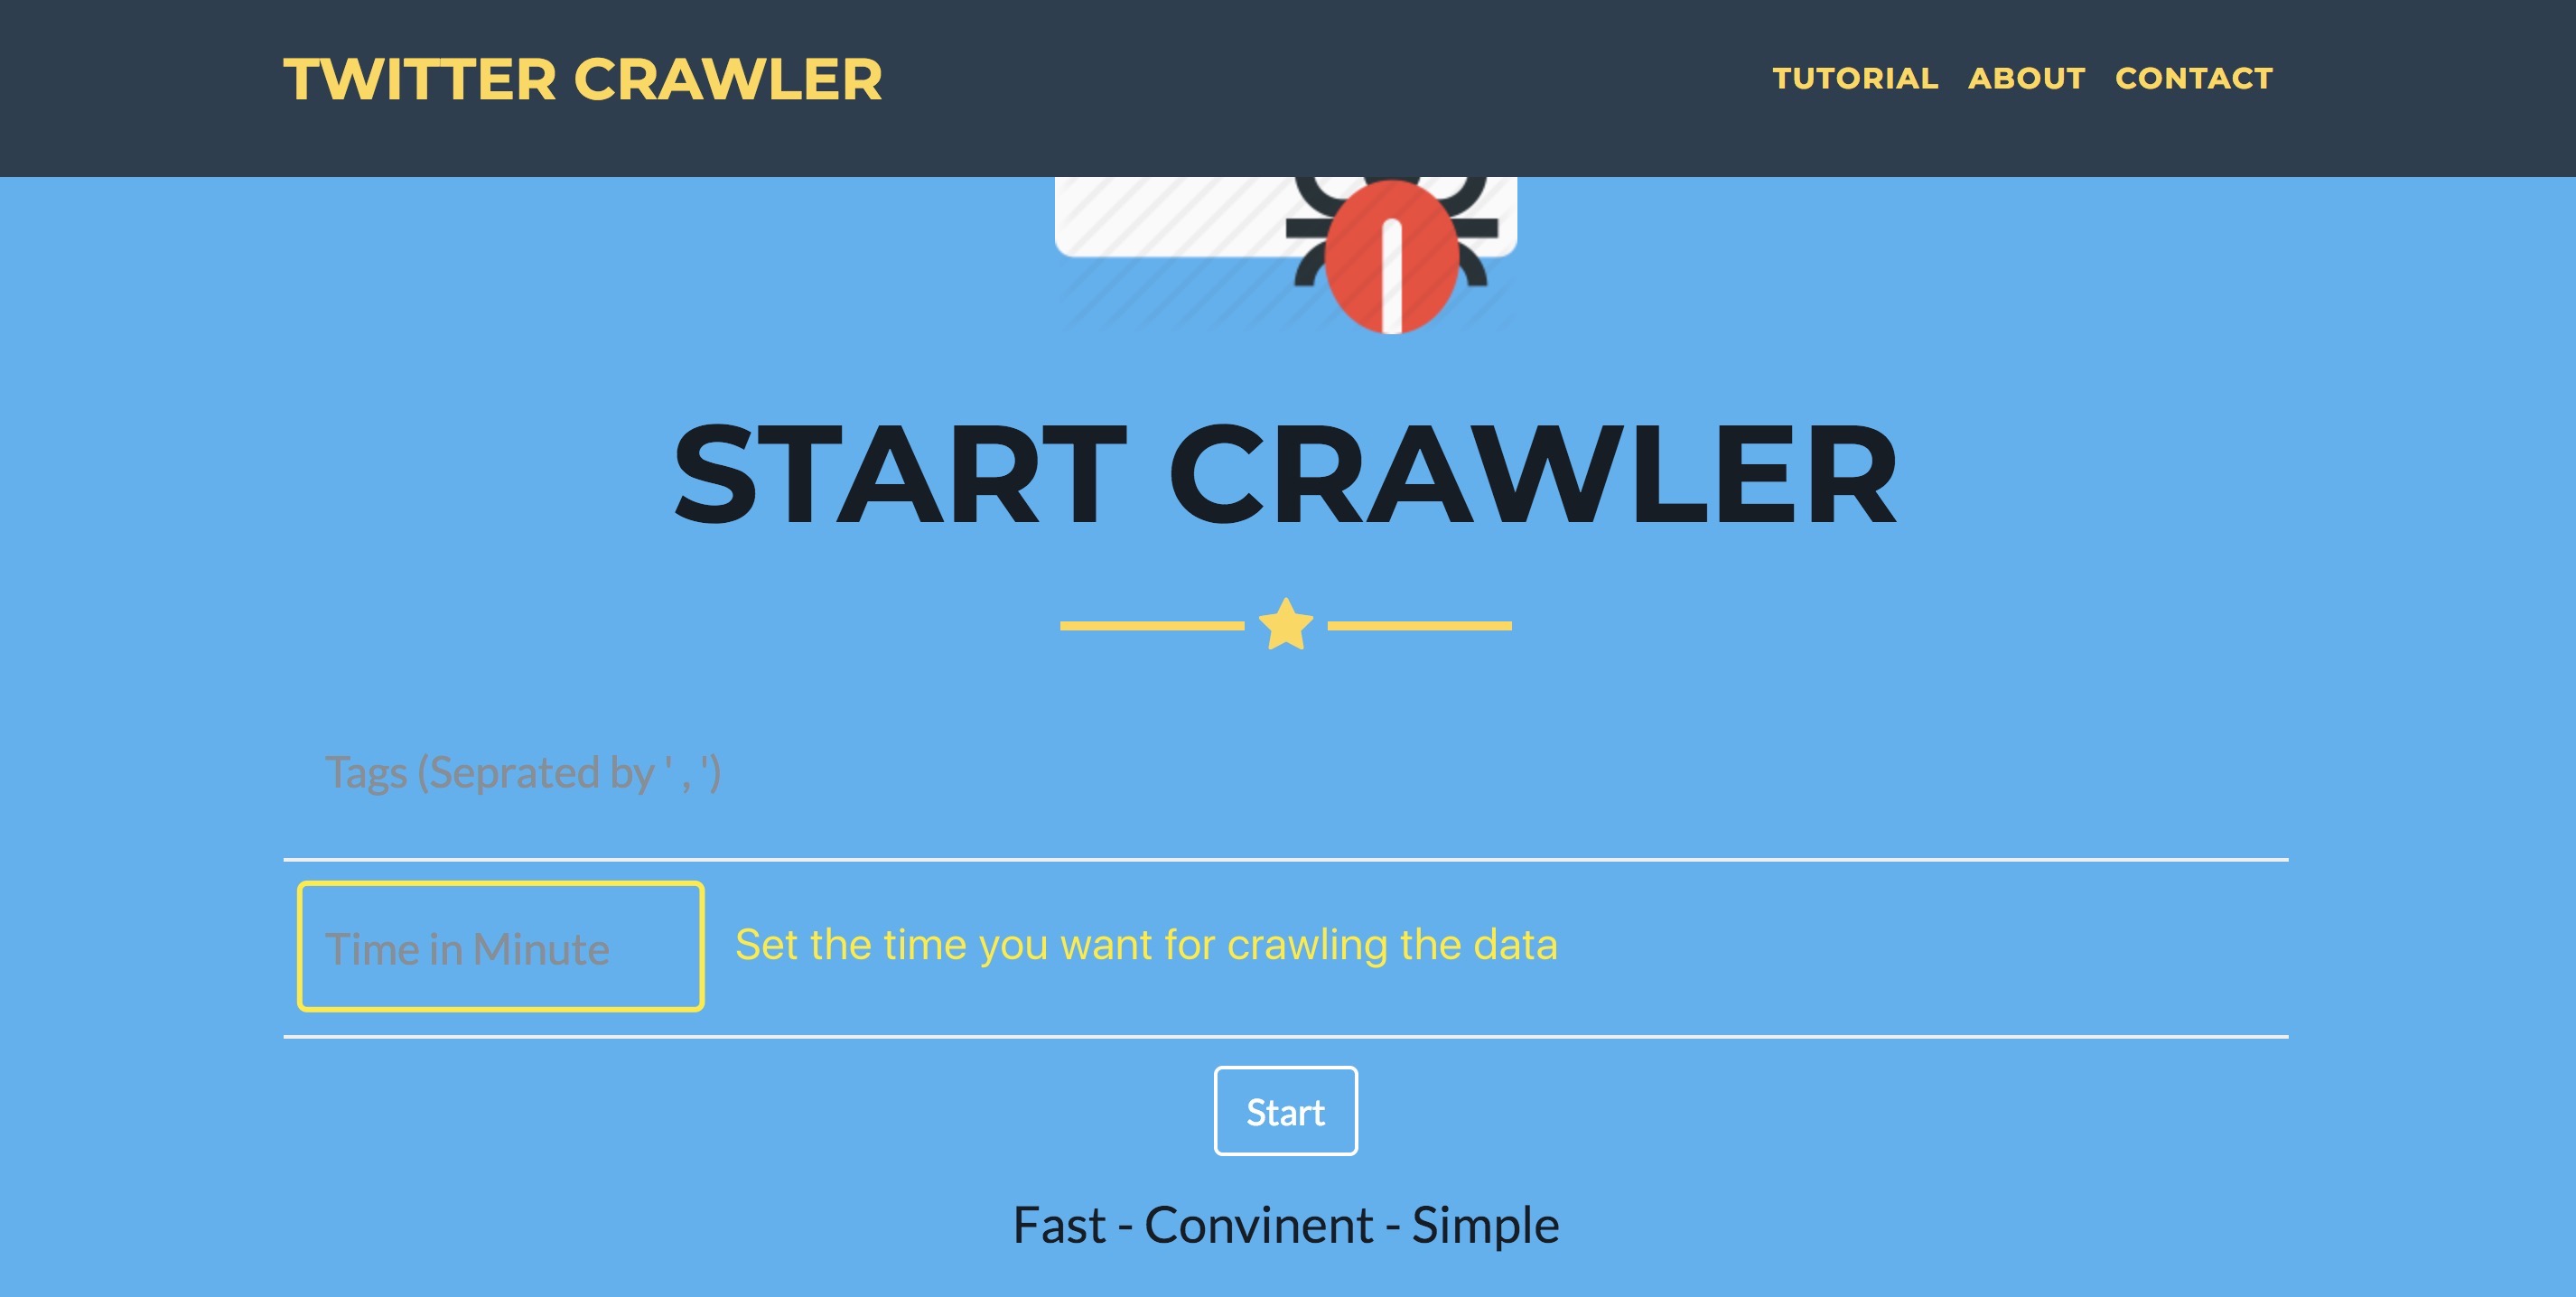 TWITTER CRAWLER
TUTORIAL ABOUT CONTACT
START CRAWLER
Tags (Seprated by ' , ')
Time in Minute
Set the time you want for crawling the data
Start
Fast - Convinent - Simple